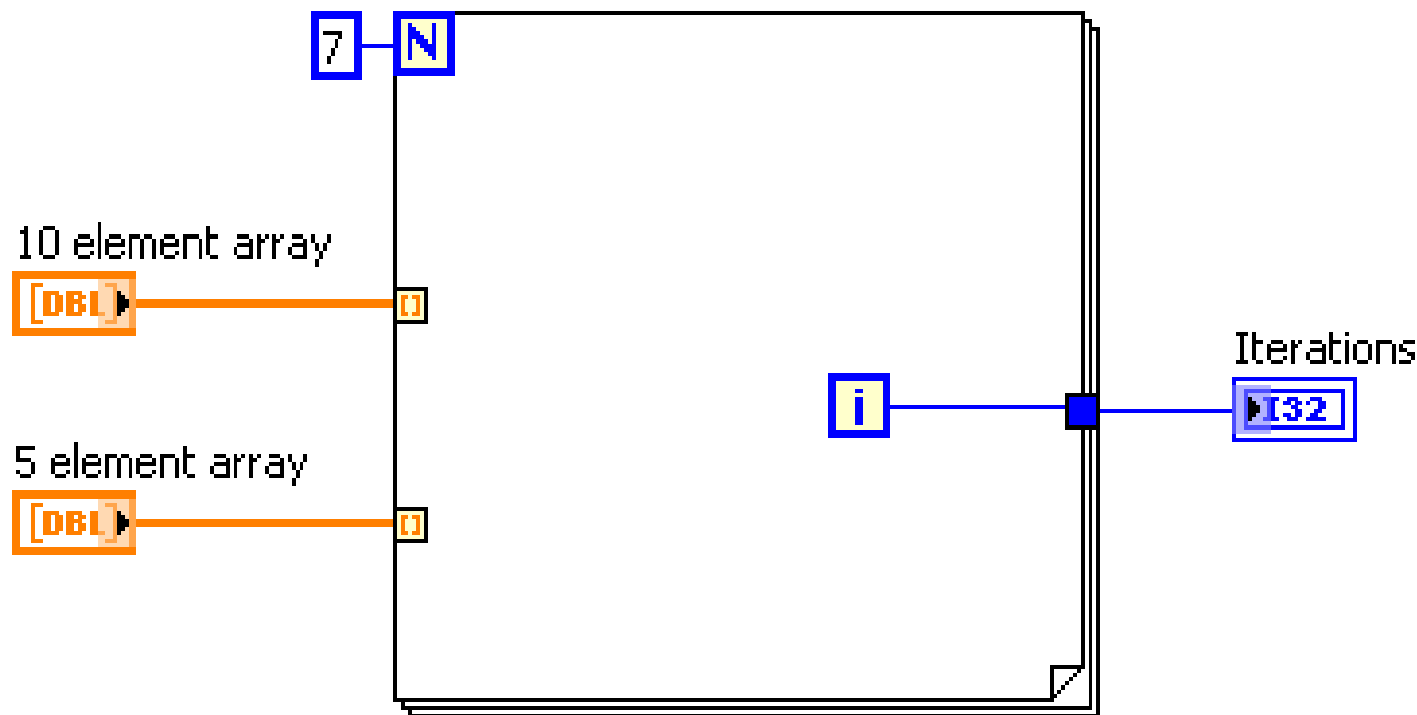 7 N
10 element array
[DBL]
Iterations
i
I32
5 element array
[DBL]